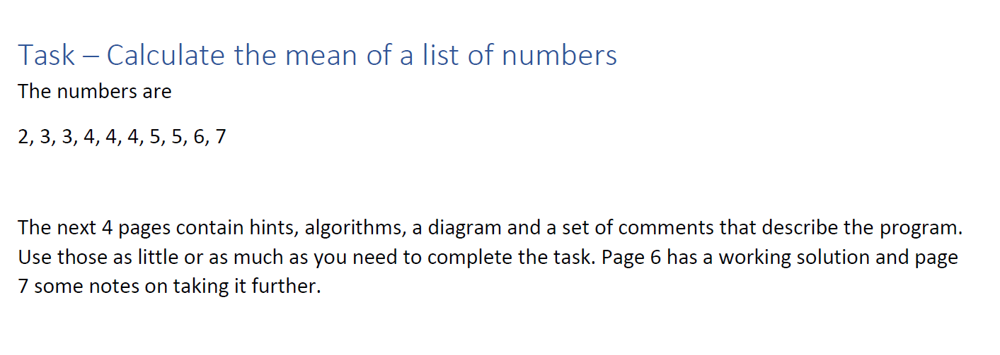 Task – Calculate the mean of a list of numbers
The numbers are
2, 3, 3, 4, 4, 4, 5, 5, 6, 7
The next 4 pages contain hints, algorithms, a diagram and a set of comments that describe the program.
Use those as little or as much as you need to complete the task. Page 6 has a working solution and page
7 some notes on taking it further.